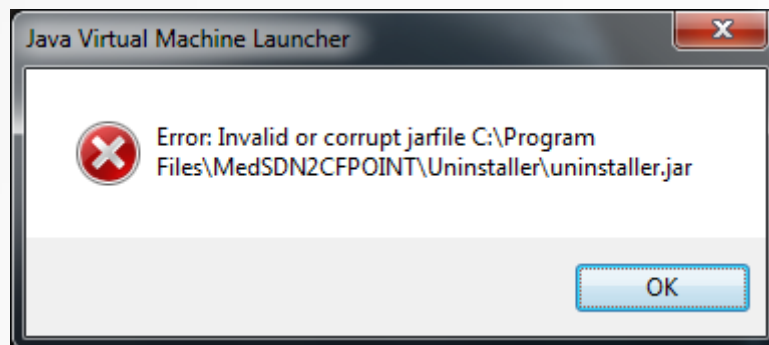 Java Virtual Machine Launcher
Error: Invalid or corrupt jarfile C:\Program
Files\MedSDN2CFPOINT\Uninstaller\uninstaller.jar
OK